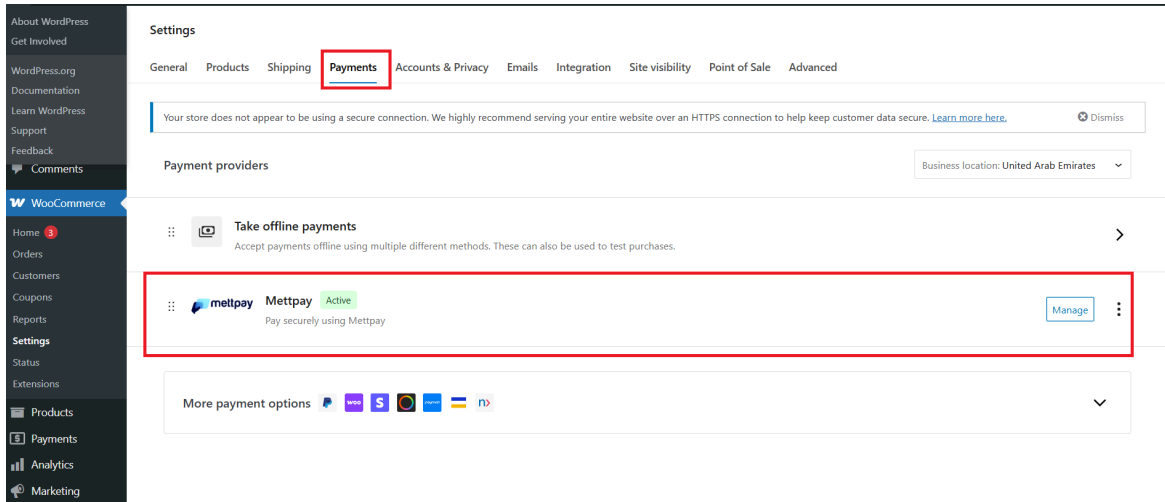 About WordPress
Get Involved
WordPress.org
Documentation
Learn WordPress
Support
Feedback
Comments
WooCommerce
Home 3
Orders
Customers
Coupons
Reports
Settings
Status
Extensions
Products
Payments
Analytics
Marketing
Settings
General Products Shipping Payments Accounts & Privacy Emails Integration Site visibility Point of Sale Advanced
Your store does not appear to be using a secure connection. We highly recommend serving your entire website over an HTTPS connection to help keep customer data secure. Learn more here. Dismiss
Payment providers Business location: United Arab Emirates
Take offline payments
Accept payments offline using multiple different methods. These can also be used to test purchases.
mettpay Mettpay Active
Pay securely using Mettpay
Manage
More payment options woo S n>